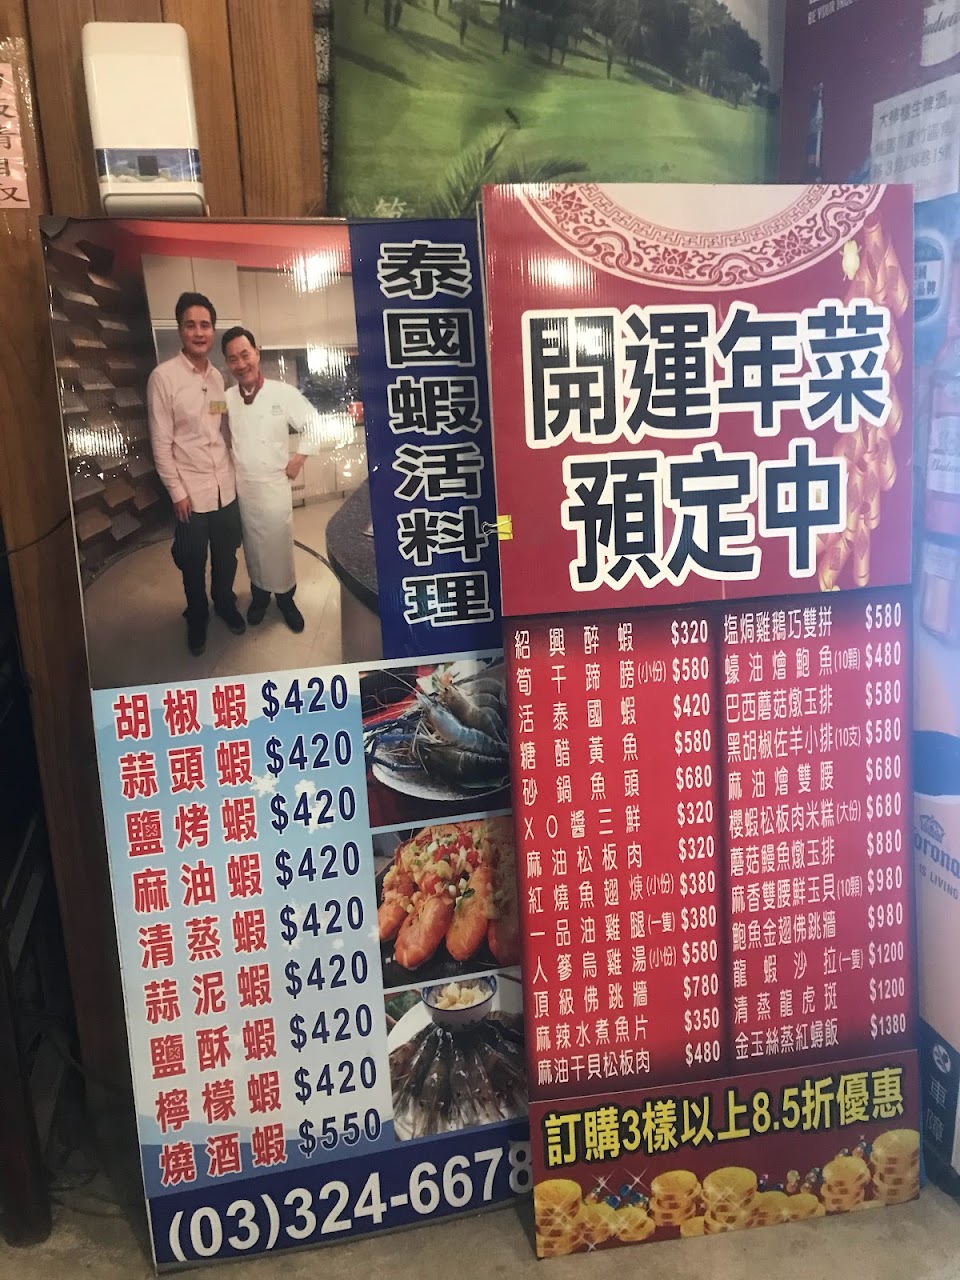 泰國蝦活料理
胡椒蝦 $420
蒜頭蝦 $420
鹽烤蝦 $420
麻油蝦 $420
清蒸蝦 $420
蒜泥蝦 $420
鹽酥蝦 $420
檸檬蝦 $420
燒酒蝦 $550
(03)324-6678
開運年菜
預定中
紹興醉蝦 $320
筍干蹄膀(小份) $580
活泰國蝦 $420
糖醋黃魚 $580
砂鍋魚頭 $680
XO醬三鮮 $320
麻油松板肉 $320
紅燒魚翅(小份) $380
一品油雞腿(一隻) $380
人蔘烏雞湯(小份) $580
頂級佛跳牆 $780
麻辣水煮魚片 $350
麻油干貝松板肉 $480
塩焗雞鵝巧雙拼 $580
蠔油燴鮑魚(10顆) $480
巴西蘑菇燉玉排 $580
黑胡椒佐羊小排(10支) $580
麻油燴雙腰 $680
櫻蝦松板肉米糕(大份) $680
蘑菇鰻魚燉玉排 $880
麻香雙腰鮮玉貝(10顆) $980
鮑魚金翅佛跳牆 $980
龍蝦沙拉(一隻) $1200
清蒸龍虎斑 $1200
金玉絲蒸紅蟳飯 $1380
訂購3樣以上8.5折優惠
大檸檬生啤酒
orona
IS LIVING
車
障